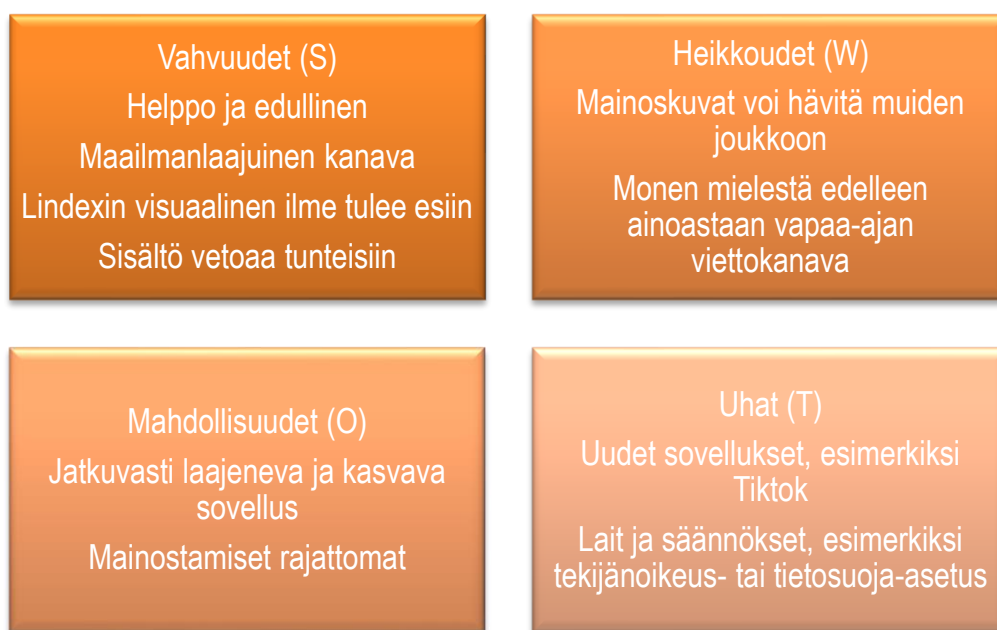 Vahvuudet (S)
Helppo ja edullinen
Maailmanlaajuinen kanava
Lindexin visuaalinen ilme tulee esiin
Sisältö vetoaa tunteisiin
Heikkoudet (W)
Mainoskuvat voi hävitä muiden
joukkoon
Monen mielestä edelleen
ainoastaan vapaa-ajan
viettokanava
Mahdollisuudet (O)
Jatkuvasti laajeneva ja kasvava
sovellus
Mainostamiset rajattomat
Uhat (T)
Uudet sovellukset, esimerkiksi
Tiktok
Lait ja säännökset, esimerkiksi
tekijänoikeus- tai tietosuoja-asetus